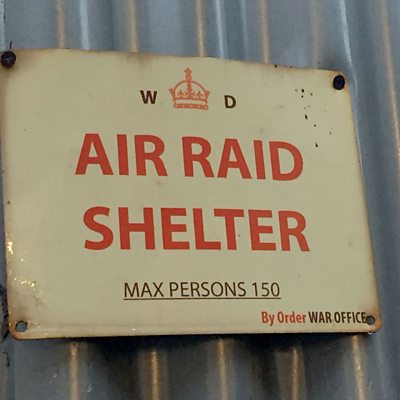 W D
AIR RAID
SHELTER
MAX PERSONS 150
By Order WAR OFFICE